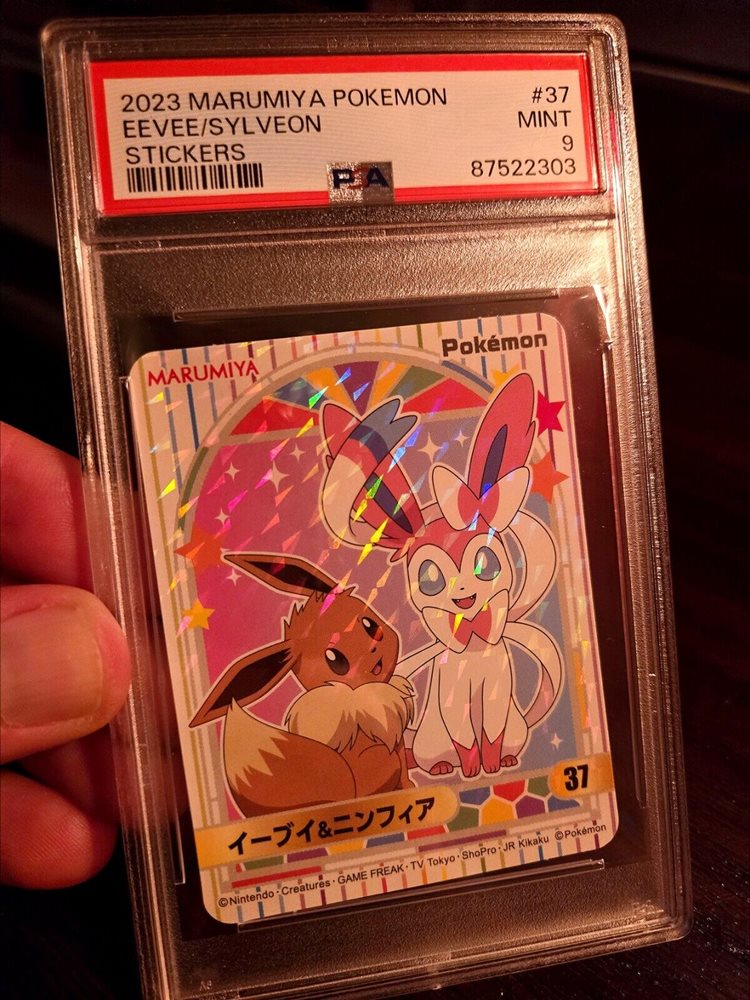 2023 MARUMIYA POKEMON #37
EEVEE/SYLVEON MINT
STICKERS 9
PSA 87522303
MARUMIYA Pokémon
37
イーブイ&ニンフィア
©Nintendo・Creatures・GAME FREAK・TV Tokyo・ShoPro・JR Kikaku ©Pokémon